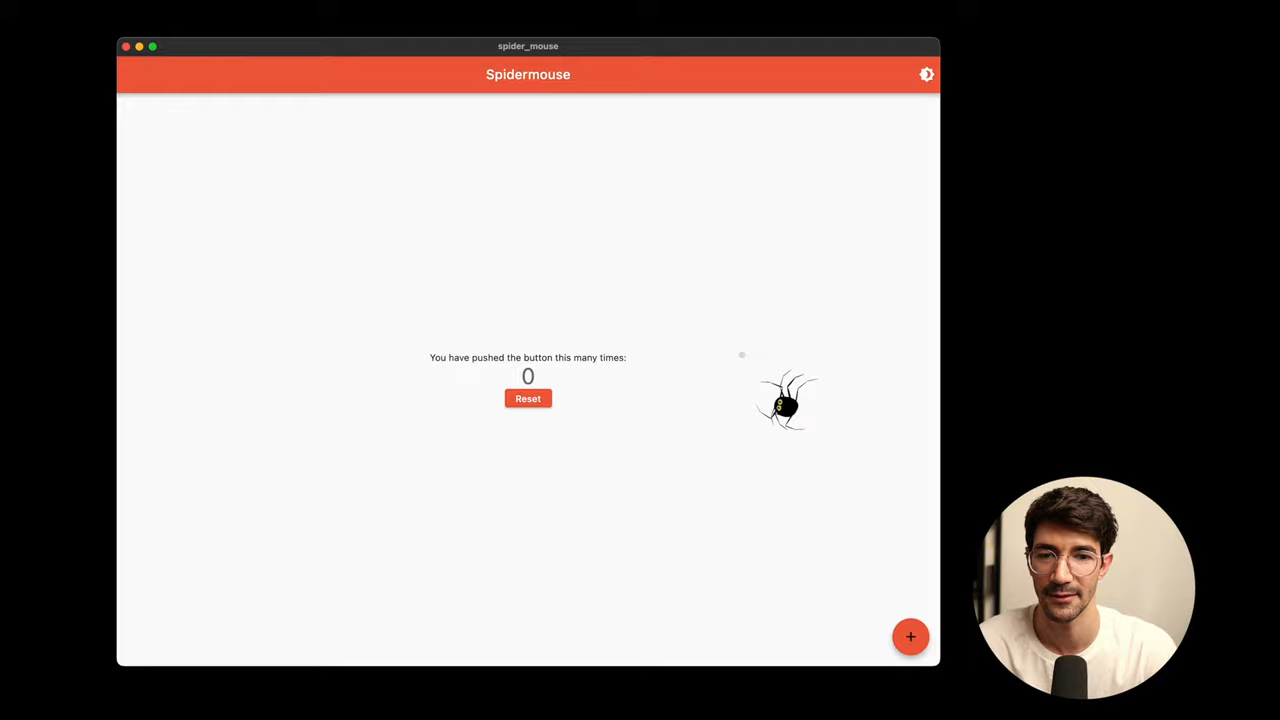 spider_mouse
Spidermouse
You have pushed the button this many times:
0
Reset
+